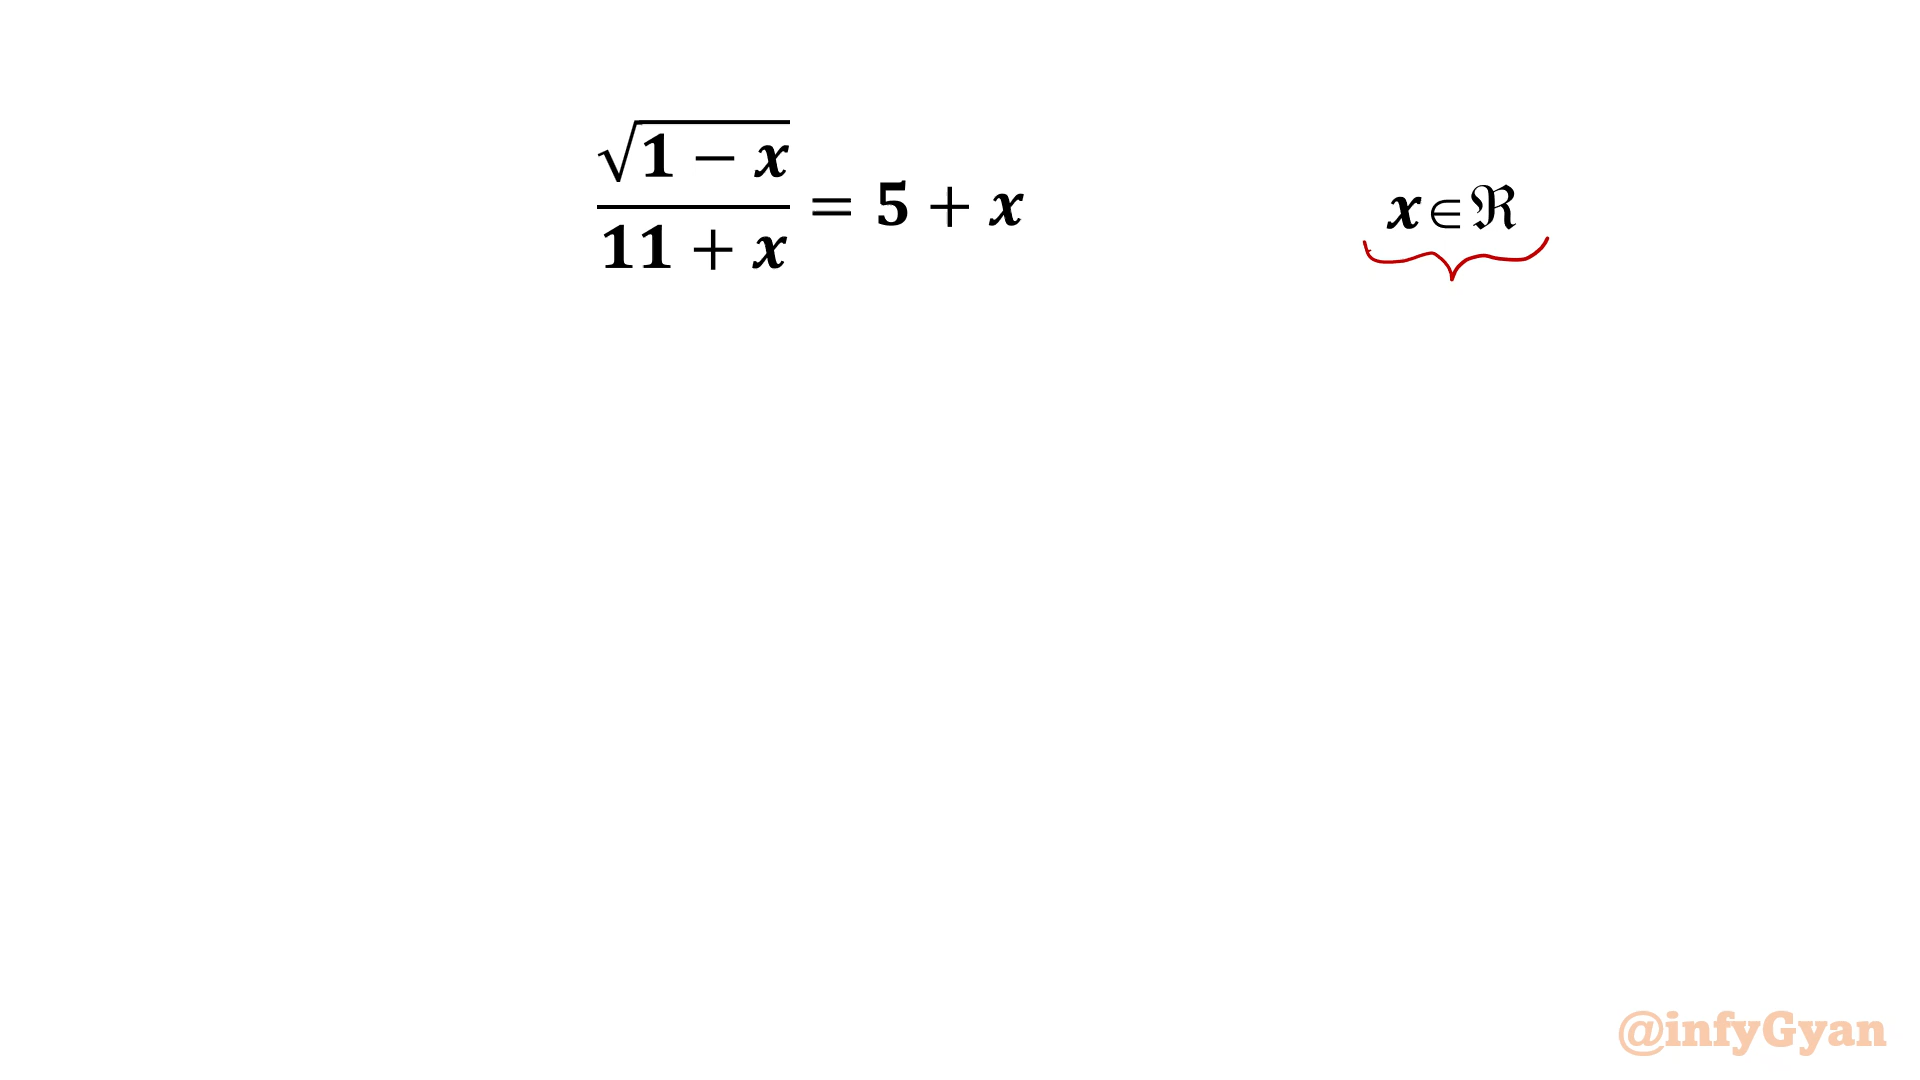 √(1 − x) / (11 + x) = 5 + x
x ∈ ℜ
@infyGyan